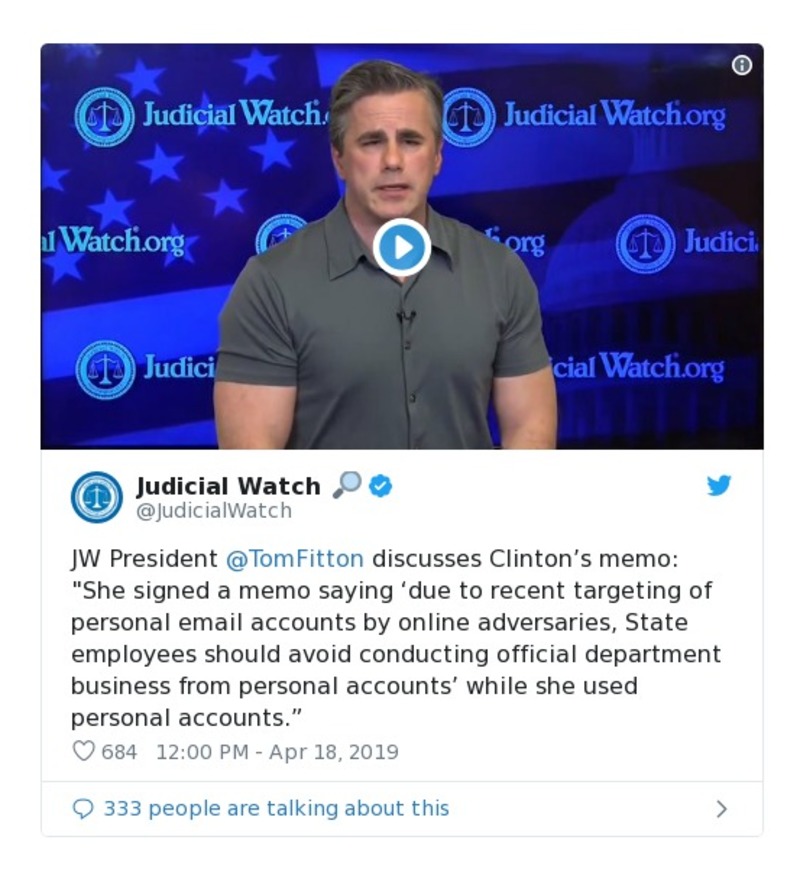 Judicial Watch.
Judicial Watch.org
l Watch.org
.org
Judici
Judici
icial Watch.org
Judicial Watch
@JudicialWatch
JW President @TomFitton discusses Clinton’s memo:
"She signed a memo saying ‘due to recent targeting of
personal email accounts by online adversaries, State
employees should avoid conducting official department
business from personal accounts’ while she used
personal accounts.”
684 12:00 PM - Apr 18, 2019
333 people are talking about this